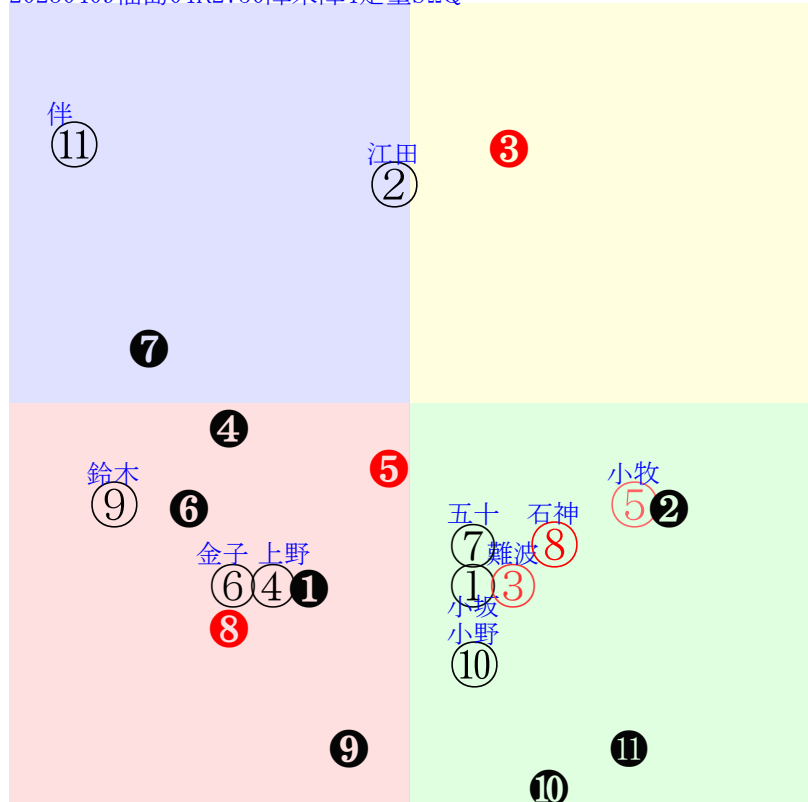 伴
⑪
江田
②
❸
❼
❹
❺
鈴木
⑨
❻
小牧
⑤
❷
五十
⑦
石神
⑧
金子
⑥
上野
④
❶
難波
③
①
小坂
❽
小野
⑩
❾
⓫
❿